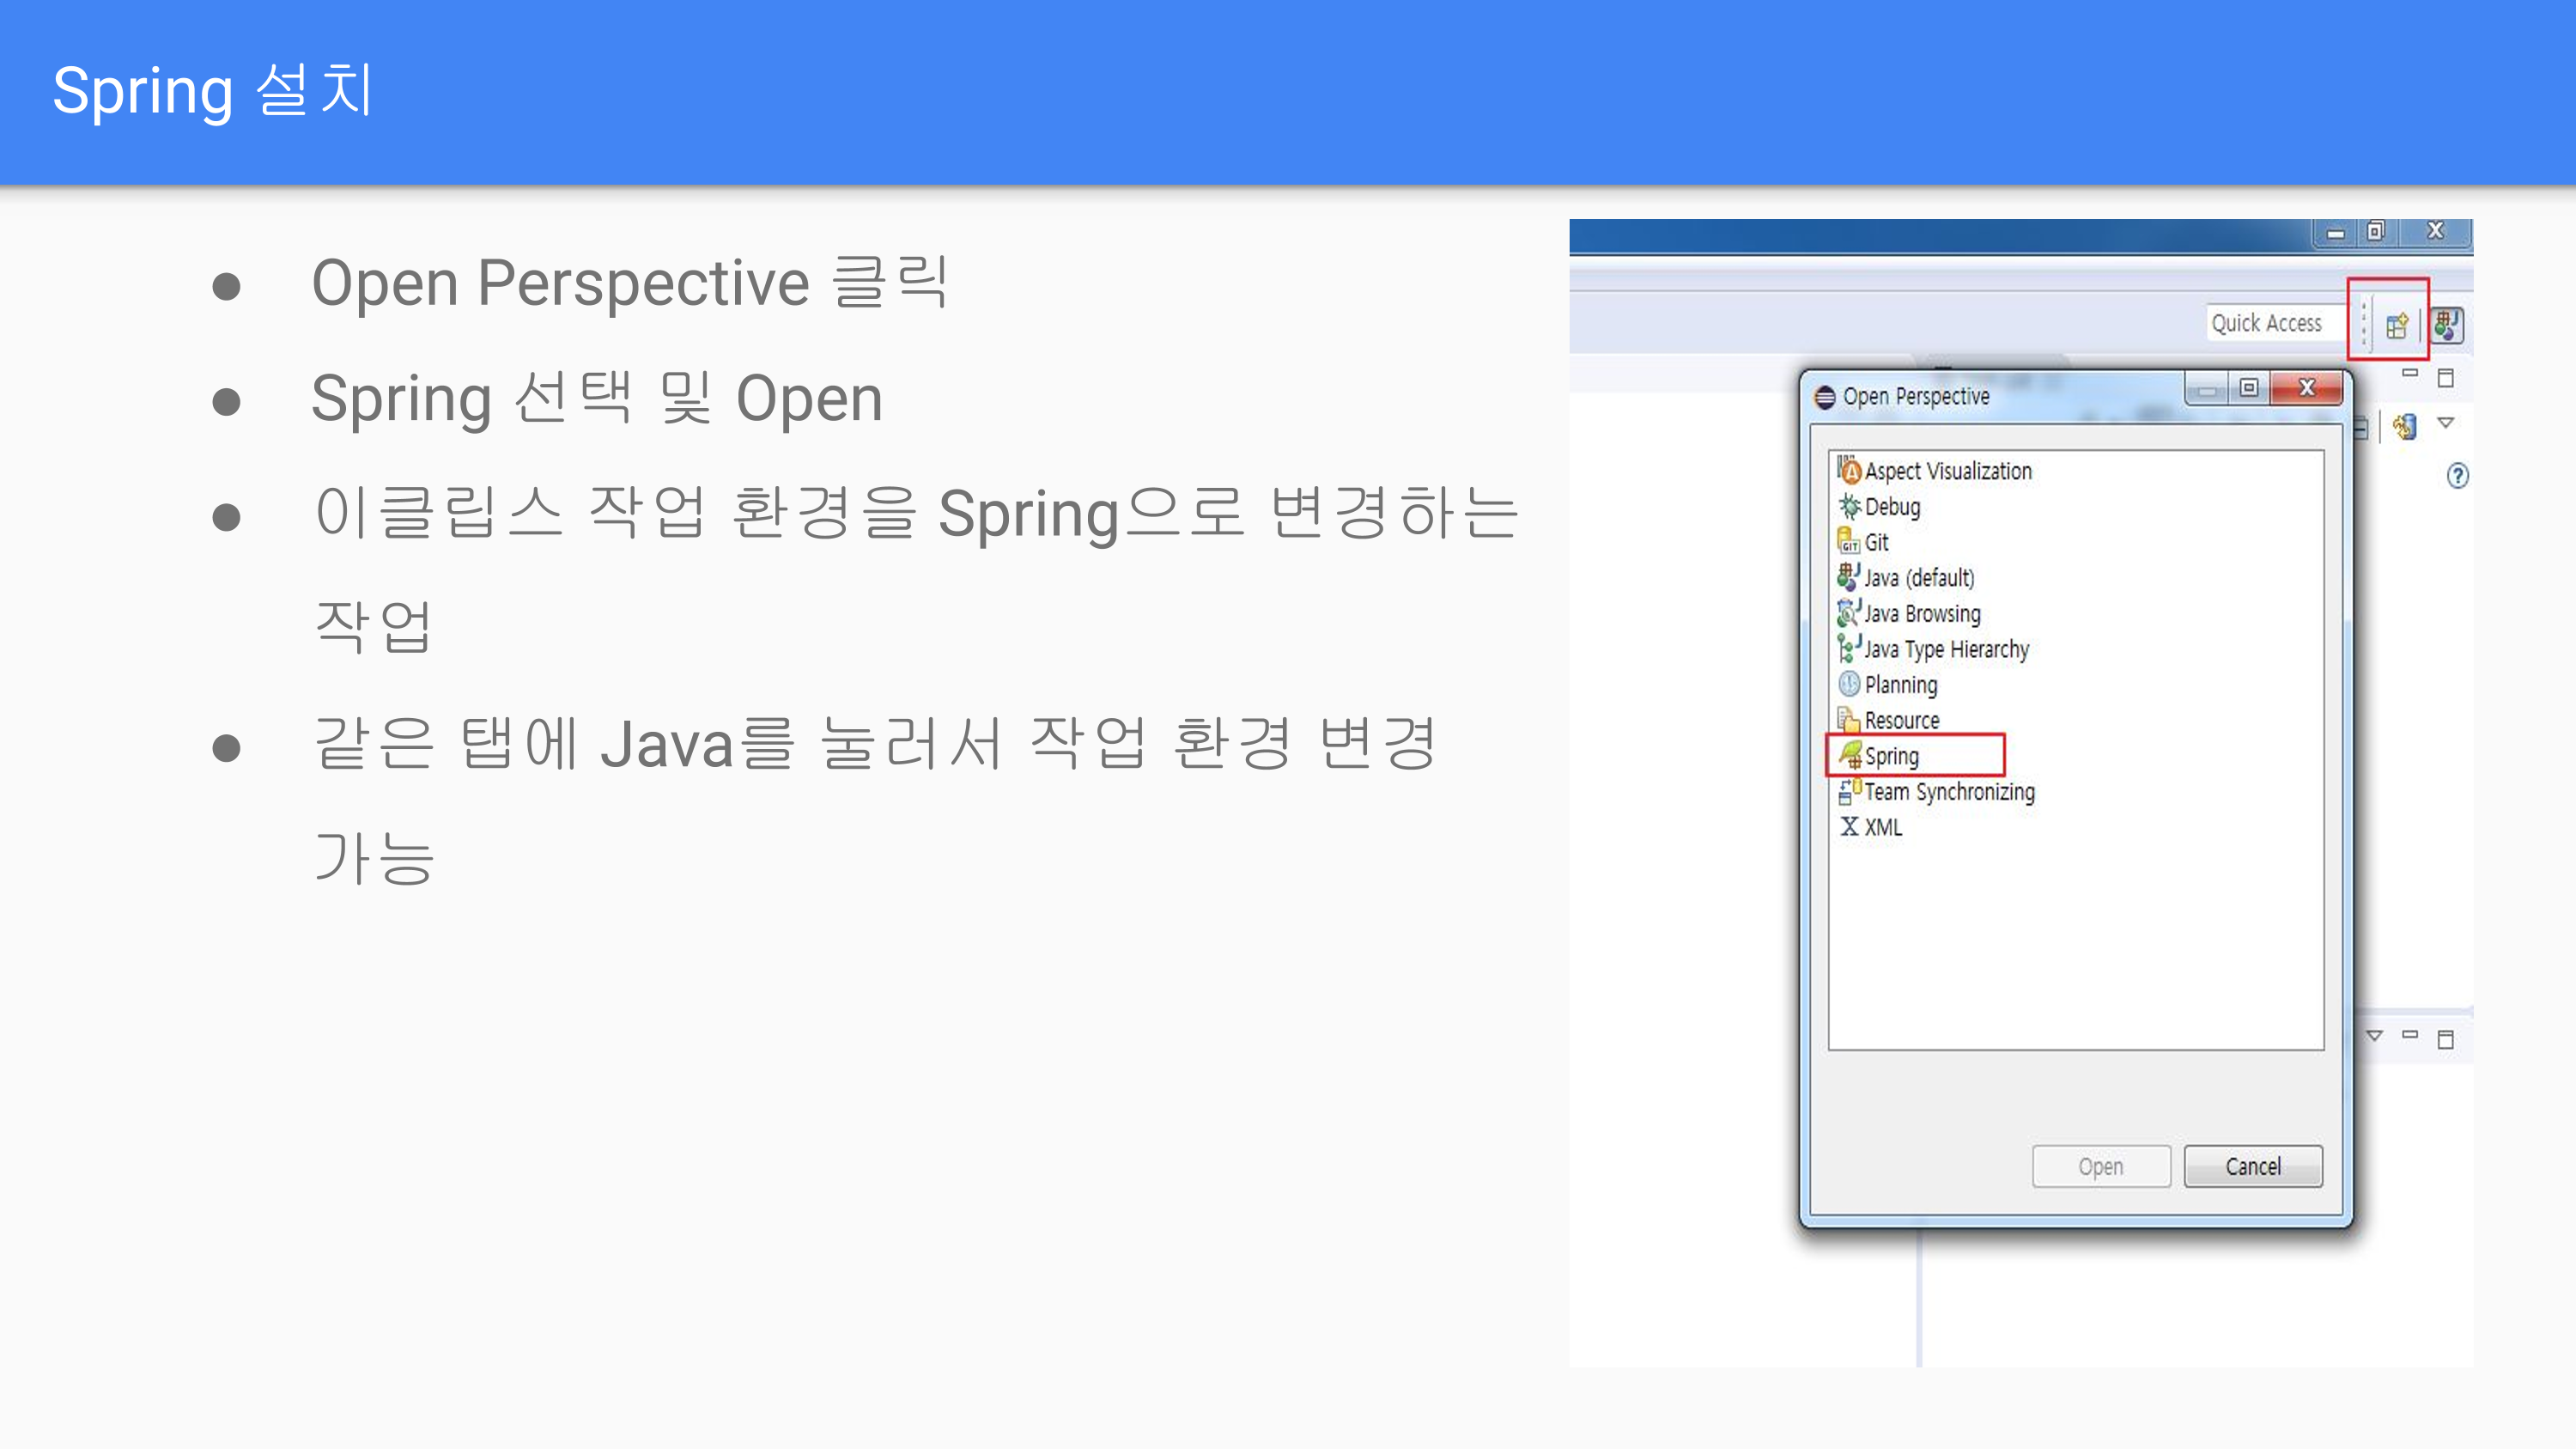 Spring 설치
● Open Perspective 클릭
● Spring 선택 및 Open
● 이클립스 작업 환경을 Spring으로 변경하는
작업
● 같은 탭에 Java를 눌러서 작업 환경 변경
가능
Quick Access
Open Perspective
Aspect Visualization
Debug
Git
Java (default)
Java Browsing
Java Type Hierarchy
Planning
Resource
Spring
Team Synchronizing
XML
Open Cancel